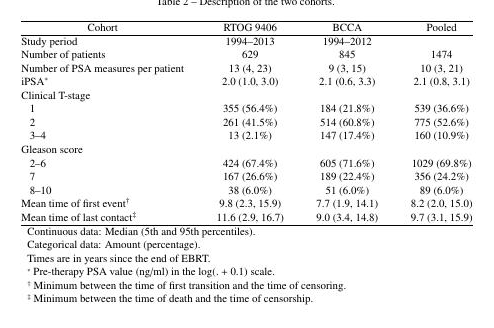 Table 2 – Description of the two cohorts.
Cohort RTOG 9406 BCCA Pooled
Study period 1994–2013 1994–2012
Number of patients 629 845 1474
Number of PSA measures per patient 13 (4, 23) 9 (3, 15) 10 (3, 21)
iPSA* 2.0 (1.0, 3.0) 2.1 (0.6, 3.3) 2.1 (0.8, 3.1)
Clinical T-stage
1 355 (56.4%) 184 (21.8%) 539 (36.6%)
2 261 (41.5%) 514 (60.8%) 775 (52.6%)
3–4 13 (2.1%) 147 (17.4%) 160 (10.9%)
Gleason score
2–6 424 (67.4%) 605 (71.6%) 1029 (69.8%)
7 167 (26.6%) 189 (22.4%) 356 (24.2%)
8–10 38 (6.0%) 51 (6.0%) 89 (6.0%)
Mean time of first event† 9.8 (2.3, 15.9) 7.7 (1.9, 14.1) 8.2 (2.0, 15.0)
Mean time of last contact‡ 11.6 (2.9, 16.7) 9.0 (3.4, 14.8) 9.7 (3.1, 15.9)
Continuous data: Median (5th and 95th percentiles).
Categorical data: Amount (percentage).
Times are in years since the end of EBRT.
* Pre-therapy PSA value (ng/ml) in the log(. + 0.1) scale.
† Minimum between the time of first transition and the time of censoring.
‡ Minimum between the time of death and the time of censorship.